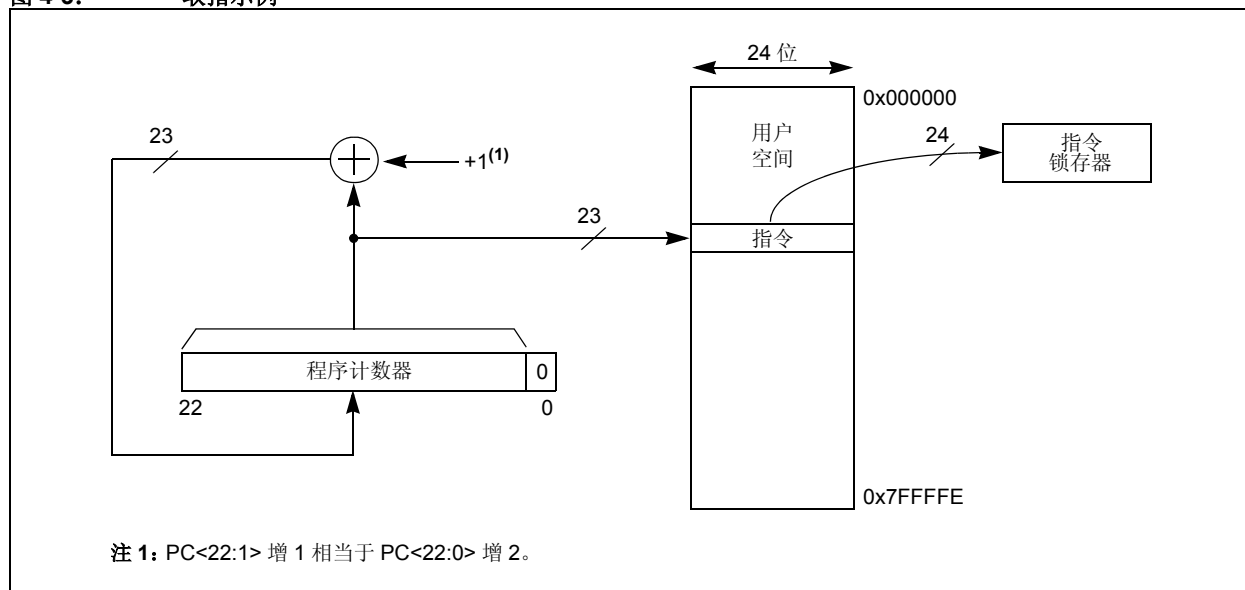 24 位
0x000000
用户
空间
23
+1(1)
24
指令
锁存器
23
指令
程序计数器
0
22
0
0x7FFFFE
注 1: PC<22:1> 增 1 相当于 PC<22:0> 增 2。